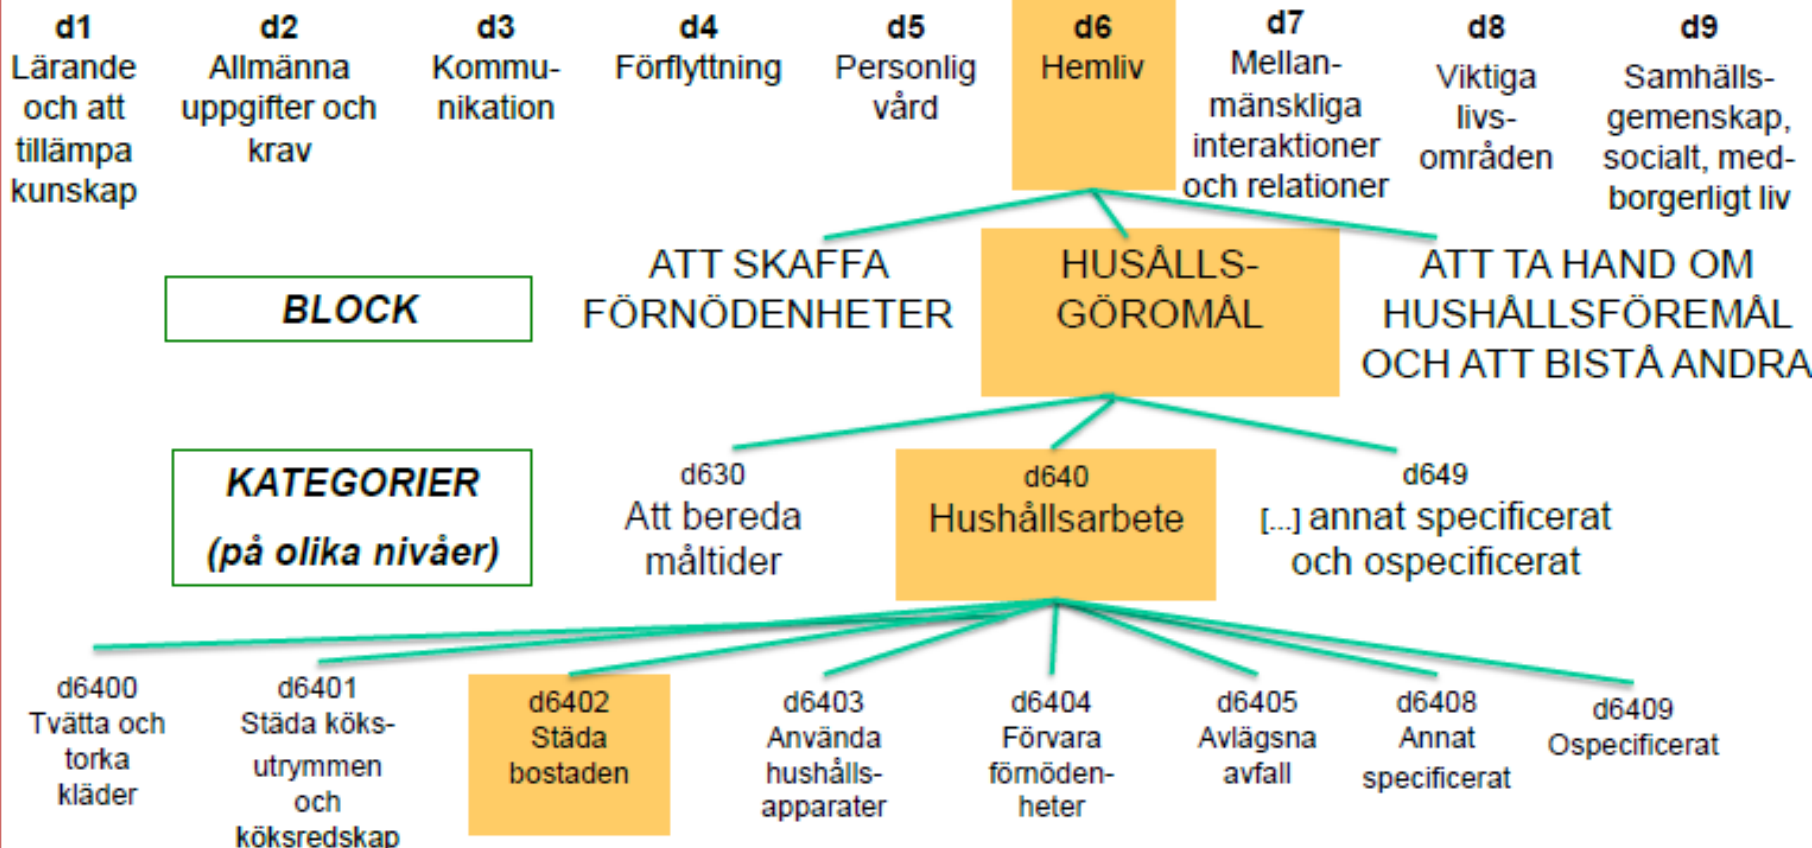 d1
Lärande
och att
tillämpa
kunskap
d2
Allmänna
uppgifter och
krav
d3
Kommu-
nikation
d4
Förflyttning
d5
Personlig
vård
d6
Hemliv
d7
Mellan-
mänskliga
interaktioner
och relationer
d8
Viktiga
livs-
områden
d9
Samhälls-
gemenskap,
socialt, med-
borgerligt liv
BLOCK
ATT SKAFFA
FÖRNÖDENHETER
HUSÅLLS-
GÖROMÅL
ATT TA HAND OM
HUSHÅLLSFÖREMÅL
OCH ATT BISTÅ ANDRA
KATEGORIER
(på olika nivåer)
d630
Att bereda
måltider
d640
Hushållsarbete
d649
[...] annat specificerat
och ospecificerat
d6400
Tvätta och
torka
kläder
d6401
Städa köks-
utrymmen
och
köksredskap
d6402
Städa
bostaden
d6403
Använda
hushålls-
apparater
d6404
Förvara
förnöden-
heter
d6405
Avlägsna
avfall
d6408
Annat
specificerat
d6409
Ospecificerat